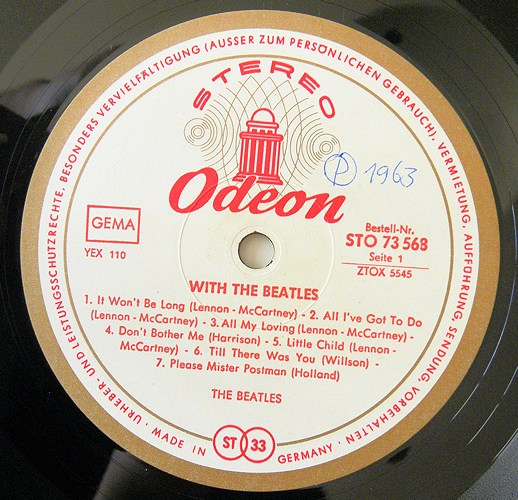 URHEBER- UND LEISTUNGSSCHUTZRECHTE, BESONDERS VERVIELFÄLTIGUNG (AUSSER ZUM PERSÖNLICHEN GEBRAUCH), VERMIETUNG, AUFFÜHRUNG, SENDUNG, VORBEHALTEN ·
STEREO
Odeon
Ⓟ 1963
GEMA
YEX 110
Bestell-Nr.
STO 73 568
Seite 1
ZTOX 5545
WITH THE BEATLES
1. It Won't Be Long (Lennon - McCartney) - 2. All I've Got To Do
(Lennon - McCartney) - 3. All My Loving (Lennon - McCartney) -
4. Don't Bother Me (Harrison) - 5. Little Child (Lennon -
McCartney) - 6. Till There Was You (Willson) -
7. Please Mister Postman (Holland)
THE BEATLES
MADE IN GERMANY ·
ST 33